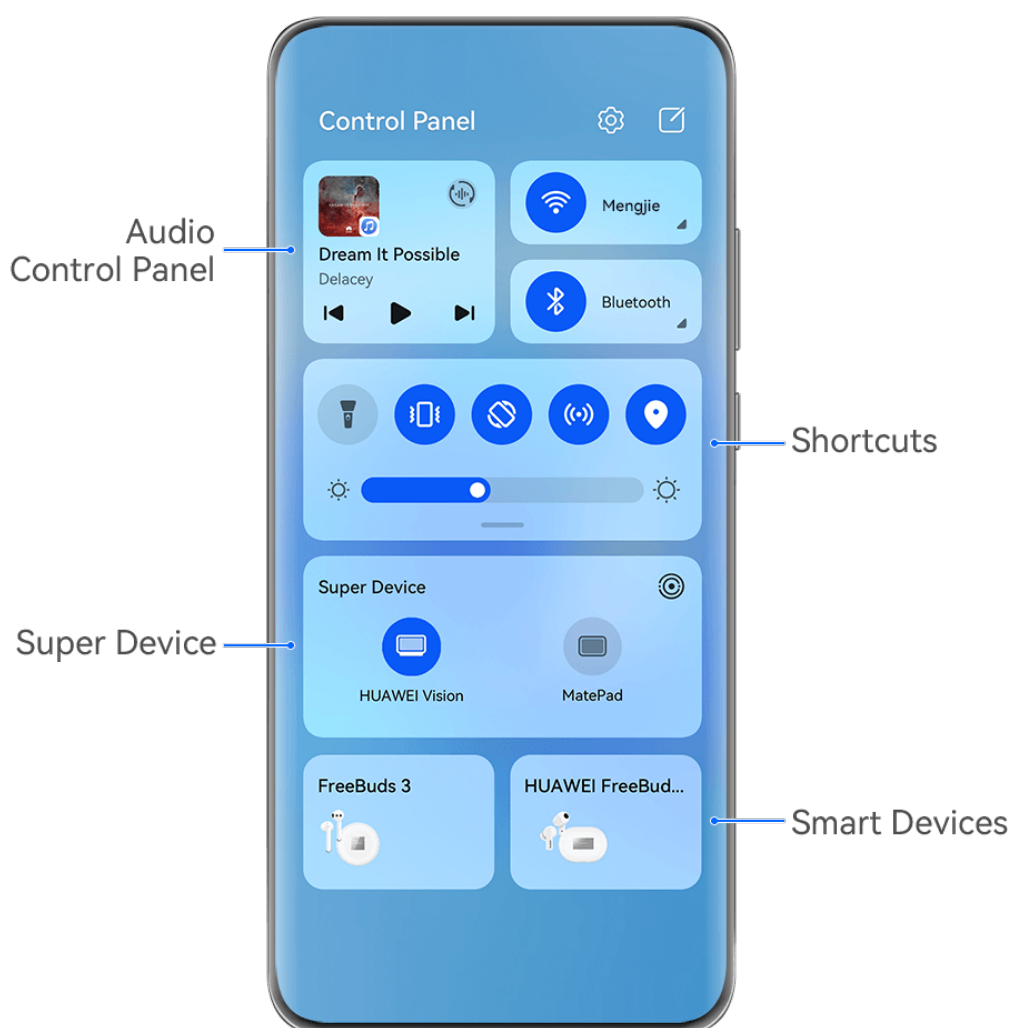 Control Panel
Audio
Control Panel
Dream It Possible
Delacey
Mengjie
Bluetooth
Shortcuts
Super Device
Super Device
HUAWEI Vision
MatePad
FreeBuds 3
HUAWEI FreeBud...
Smart Devices